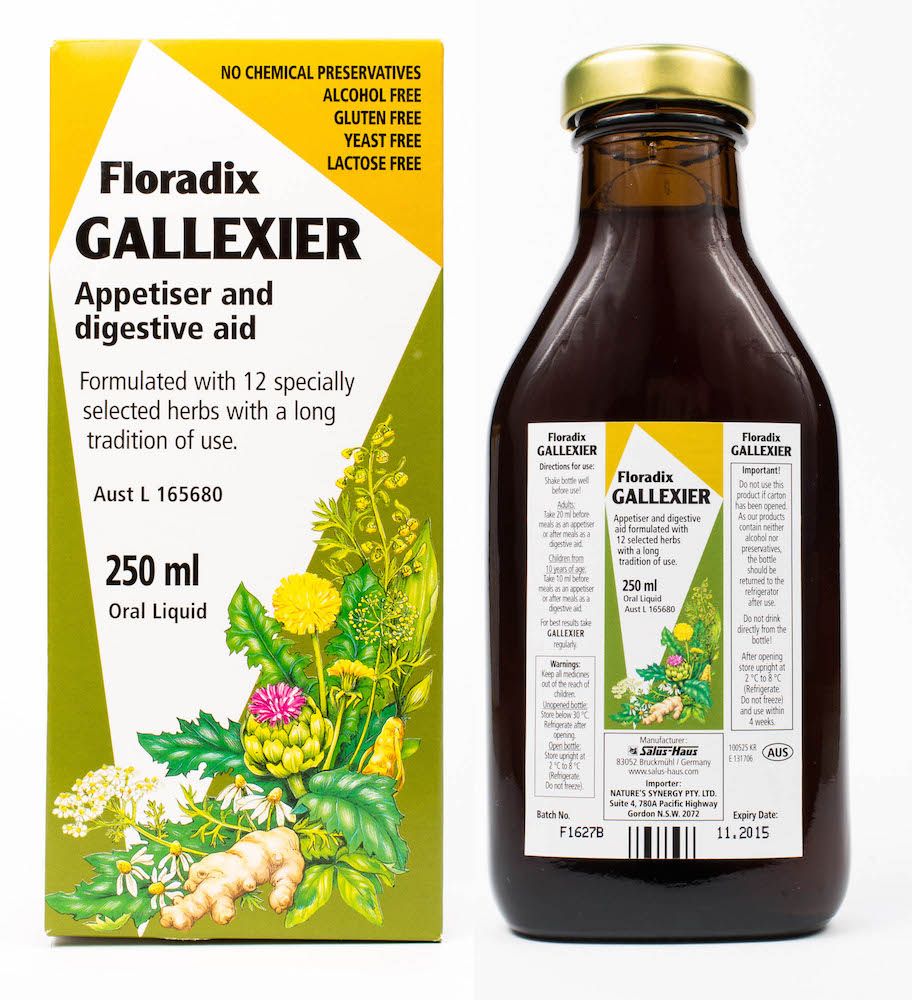 NO CHEMICAL PRESERVATIVES
ALCOHOL FREE
GLUTEN FREE
YEAST FREE
LACTOSE FREE
Floradix
GALLEXIER
Appetiser and
digestive aid
Formulated with 12 specially
selected herbs with a long
tradition of use.
Aust L 165680
250 ml
Oral Liquid
Floradix
GALLEXIER
Directions for use:
Shake bottle well
before use!
Adults:
Take 20 ml before
meals as an appetiser
or after meals as a
digestive aid.
Children from
10 years of age:
Take 10 ml before
meals as an appetiser
or after meals as a
digestive aid.
For best results take
GALLEXIER
regularly.
Warnings:
Keep all medicines
out of the reach of
children.
Unopened bottle:
Store below 30 °C.
Refrigerate after
opening.
Open bottle:
Store upright at
2 °C to 8 °C
(Refrigerate.
Do not freeze).
Batch No.
F1627B
Floradix
GALLEXIER
Appetiser and digestive
aid formulated with
12 selected herbs
with a long
tradition of use.
250 ml
Oral Liquid
Aust L 165680
Manufacturer:
Salus-Haus
83052 Bruckmühl / Germany
www.salus-haus.com
Importer:
NATURE'S SYNERGY PTY. LTD.
Suite 4, 780A Pacific Highway
Gordon N.S.W. 2072
Floradix
GALLEXIER
Important!
Do not use this
product if carton
has been opened.
As our products
contain neither
alcohol nor
preservatives,
the bottle
should be
returned to the
refrigerator
after use.
Do not drink
directly from the
bottle!
After opening
store upright at
2 °C to 8 °C
(Refrigerate.
Do not freeze)
and use within
4 weeks.
100525 KR
E 131706
AUS
Expiry Date:
11.2015